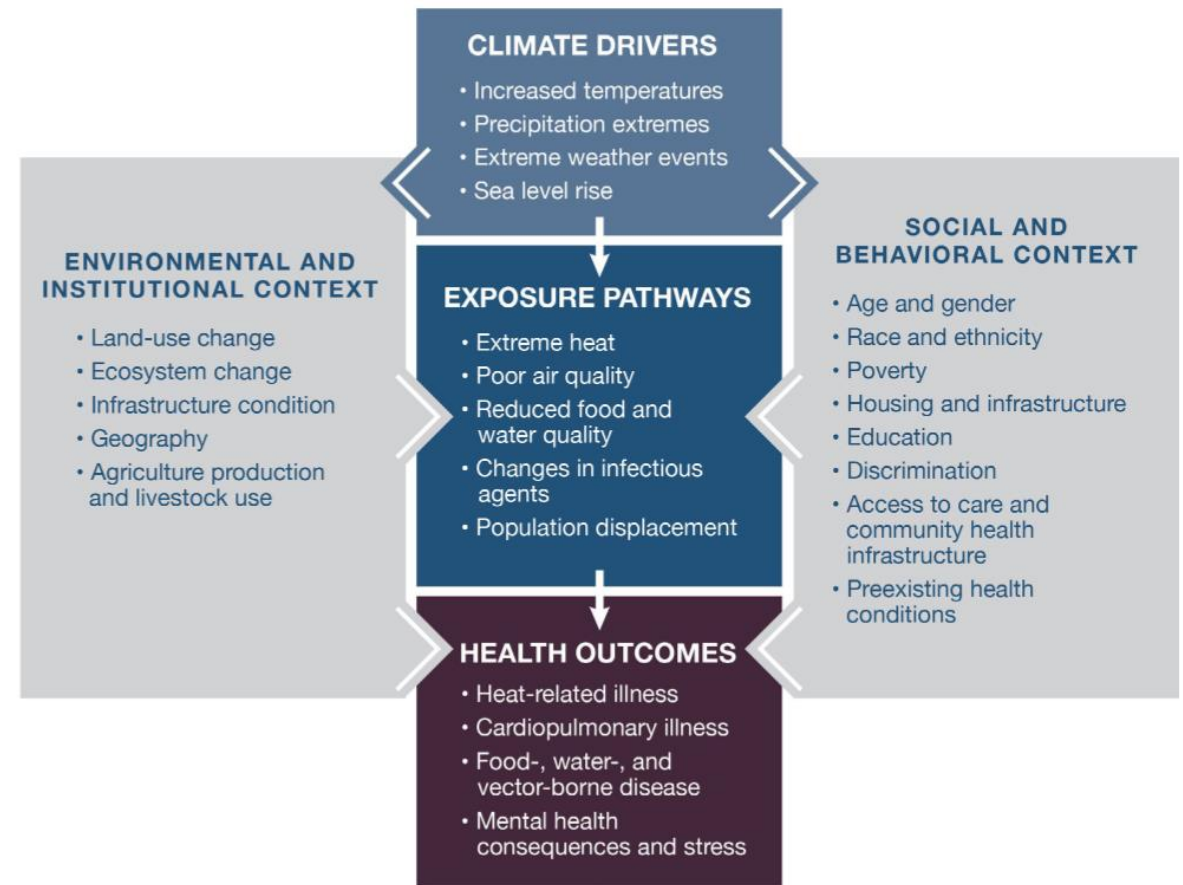 CLIMATE DRIVERS
• Increased temperatures
• Precipitation extremes
• Extreme weather events
• Sea level rise
ENVIRONMENTAL AND
INSTITUTIONAL CONTEXT
• Land-use change
• Ecosystem change
• Infrastructure condition
• Geography
• Agriculture production
and livestock use
EXPOSURE PATHWAYS
• Extreme heat
• Poor air quality
• Reduced food and
water quality
• Changes in infectious
agents
• Population displacement
SOCIAL AND
BEHAVIORAL CONTEXT
• Age and gender
• Race and ethnicity
• Poverty
• Housing and infrastructure
• Education
• Discrimination
• Access to care and
community health
infrastructure
• Preexisting health
conditions
HEALTH OUTCOMES
• Heat-related illness
• Cardiopulmonary illness
• Food-, water-, and
vector-borne disease
• Mental health
consequences and stress